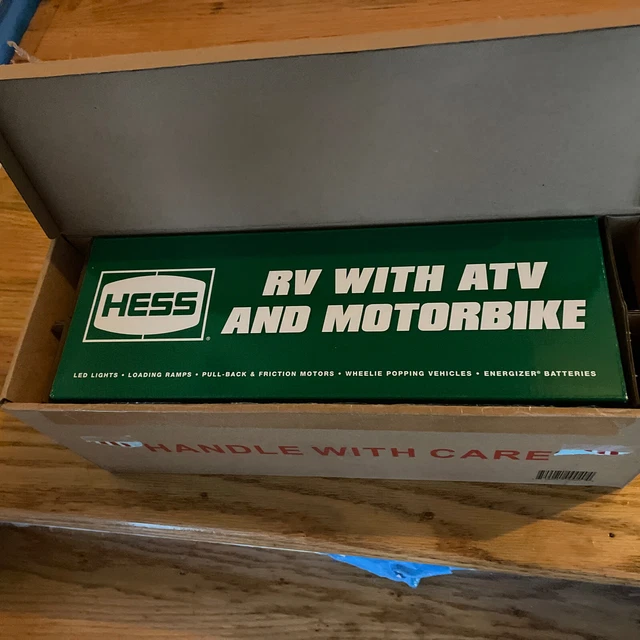 HESS®
RV WITH ATV
AND MOTORBIKE
LED LIGHTS • LOADING RAMPS • PULL-BACK & FRICTION MOTORS • WHEELIE POPPING VEHICLES • ENERGIZER® BATTERIES
HANDLE WITH CARE